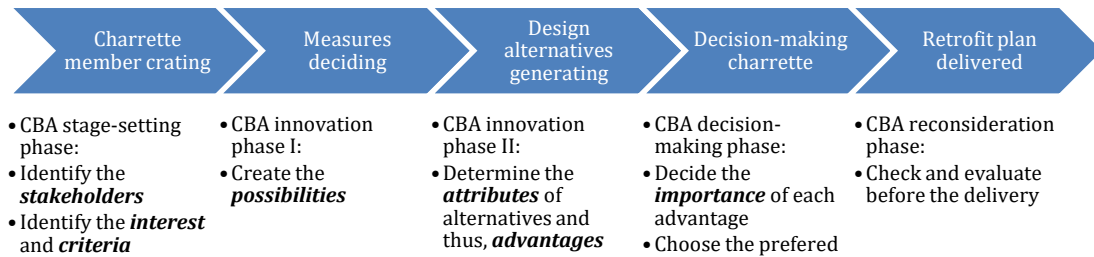 Charrette
member crating
Measures
deciding
Design
alternatives
generating
Decision-making
charrette
Retrofit plan
delivered
• CBA stage-setting
phase:
• Identify the
stakeholders
• Identify the interest
and criteria
• CBA innovation
phase I:
• Create the
possibilities
• CBA innovation
phase II:
• Determine the
attributes of
alternatives and
thus, advantages
• CBA decision-
making phase:
• Decide the
importance of each
advantage
• Choose the prefered
• CBA reconsideration
phase:
• Check and evaluate
before the delivery